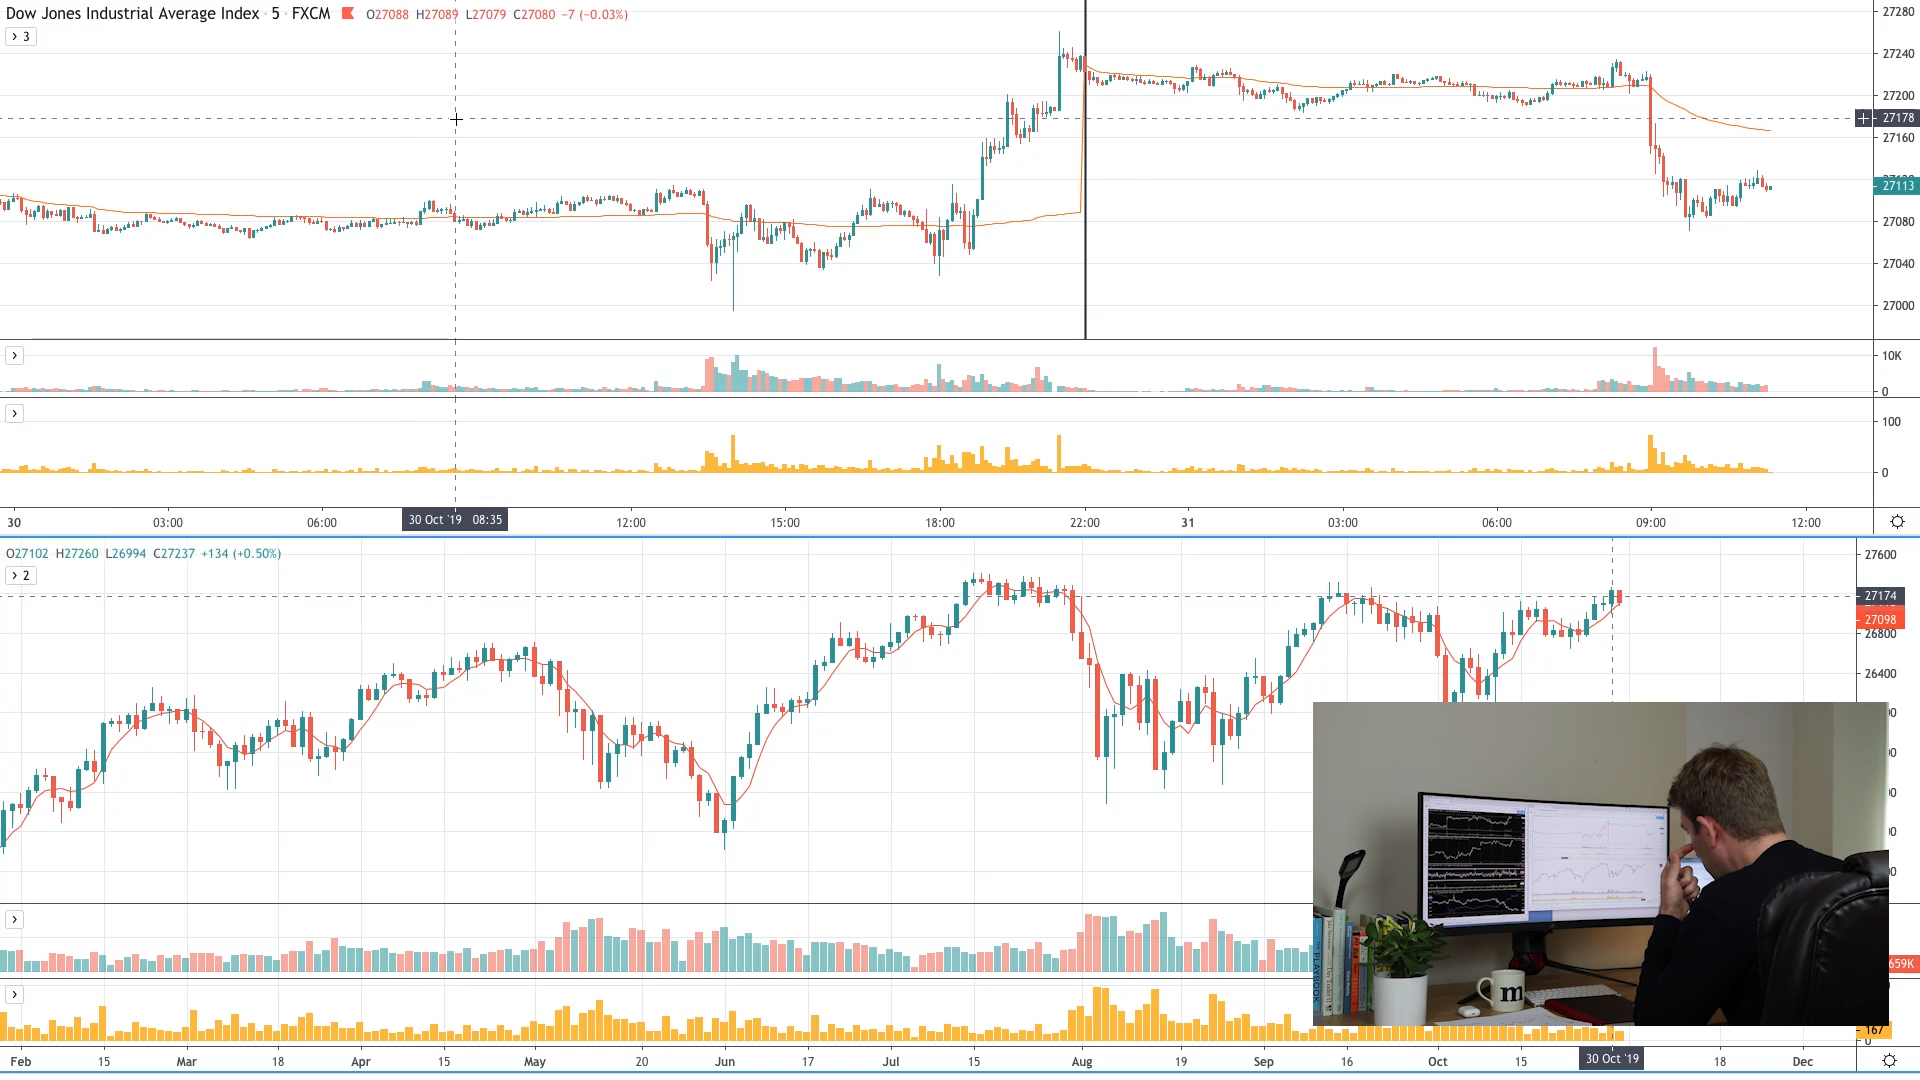 Dow Jones Industrial Average Index · 5 · FXCM O27088 H27089 L27079 C27080 −7 (−0.03%)
3
27280
27240
27200
27178
27160
27113
27080
27040
27000
10K
0
100
0
30 03:00 06:00 30 Oct '19 08:35 12:00 15:00 18:00 22:00 31 03:00 06:00 09:00 12:00
O27102 H27260 L26994 C27237 +134 (+0.50%)
2
27600
27174
27098
26800
26400
659K
167
0
PLAYBOOK
m
Feb 15 Mar 18 Apr 15 May 20 Jun 17 Jul 15 Aug 19 Sep 16 Oct 15 30 Oct '19 18 Dec